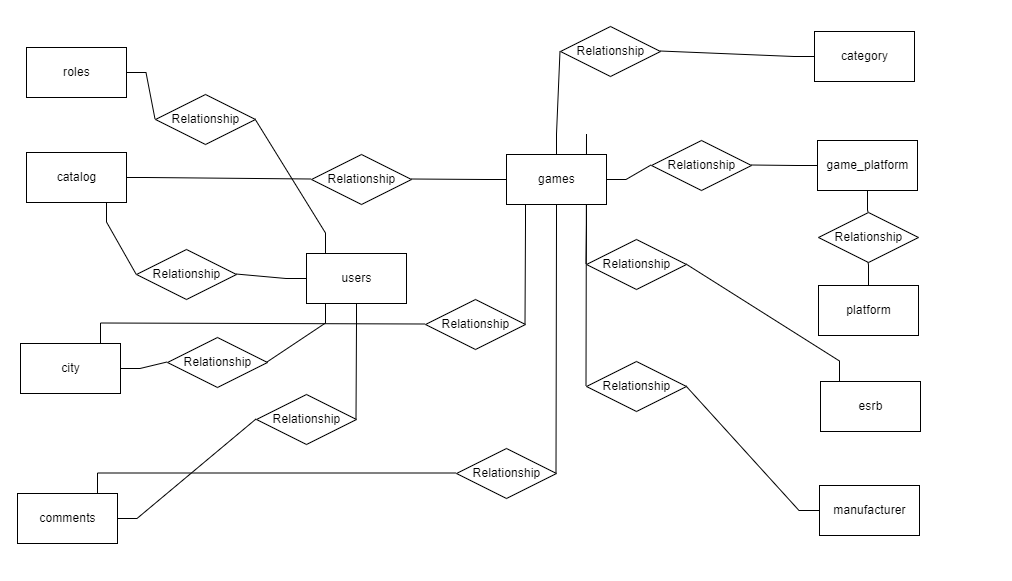 Relationship
category
roles
Relationship
catalog
Relationship
games
Relationship
game_platform
Relationship
Relationship
users
Relationship
platform
Relationship
city
Relationship
Relationship
esrb
Relationship
Relationship
comments
manufacturer